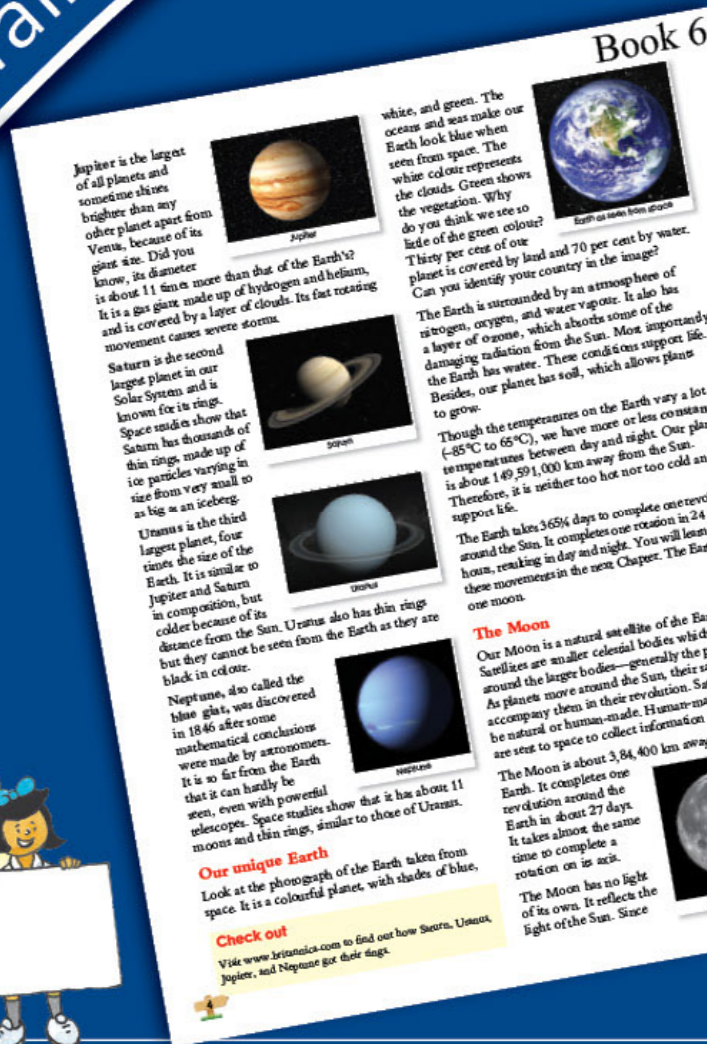 Book 6
Jupiter is the largest
of all planets and
sometime shines
brighter than any
other planet apart from
Venus, because of its
giant size. Did you
know, its diameter
is about 11 times more than that of the Earth's?
It is a gas giant made up of hydrogen and helium,
and is covered by a layer of clouds. Its fast rotating
movement causes severe storms.
Jupiter
Saturn is the second
largest planet in our
Solar System and is
known for its rings.
Space studies show that
Saturn has thousands of
thin rings, made up of
ice particles varying in
size from very small to
as big as an iceberg.
Saturn
Uranus is the third
largest planet, four
times the size of the
Earth. It is similar to
Jupiter and Saturn
in composition, but
colder because of its
distance from the Sun. Uranus also has thin rings
but they cannot be seen from the Earth as they are
black in colour.
Uranus
Neptune, also called the
blue giat, was discovered
in 1846 after some
mathematical conclusions
were made by astronomers.
It is so far from the Earth
that it can hardly be
seen, even with powerful
telescopes. Space studies show that it has about 11
moons and thin rings, similar to those of Uranus.
Neptune
Our unique Earth
Look at the photograph of the Earth taken from
space. It is a colourful planet, with shades of blue,
Check out
Visit www.britannica.com to find out how Saturn, Uranus,
Jupiter, and Neptune got their rings.
4
white, and green. The
oceans and seas make our
Earth look blue when
seen from space. The
white colour represents
the clouds. Green shows
the vegetation. Why
do you think we see so
little of the green colour?
Thirty per cent of our
planet is covered by land and 70 per cent by water.
Can you identify your country in the image?
Earth as seen from space
The Earth is surrounded by an atmosphere of
nitrogen, oxygen, and water vapour. It also has
a layer of ozone, which absorbs some of the
damaging radiation from the Sun. Most importantly
the Earth has water. These conditions support life.
Besides, our planet has soil, which allows plants
to grow.
Though the temperatures on the Earth vary a lot
(–85°C to 65°C), we have more or less constan
temperatures between day and night. Our plan
is about 149,591,000 km away from the Sun.
Therefore, it is neither too hot nor too cold an
support life.
The Earth takes 365¼ days to complete one revol
around the Sun. It completes one rotation in 24
hours, resulting in day and night. You will learn
these movements in the next Chapter. The Ear
one moon.
The Moon
Our Moon is a natural satellite of the Ear
Satellites are smaller celestial bodies which
around the larger bodies—generally the p
As planets move around the Sun, their sa
accompany them in their revolution. Sat
be natural or human-made. Human-ma
are sent to space to collect information
The Moon is about 3,84,400 km away
Earth. It completes one
revolution around the
Earth in about 27 days.
It takes almost the same
time to complete a
rotation on its axis.
The Moon has no light
of its own. It reflects the
light of the Sun. Since